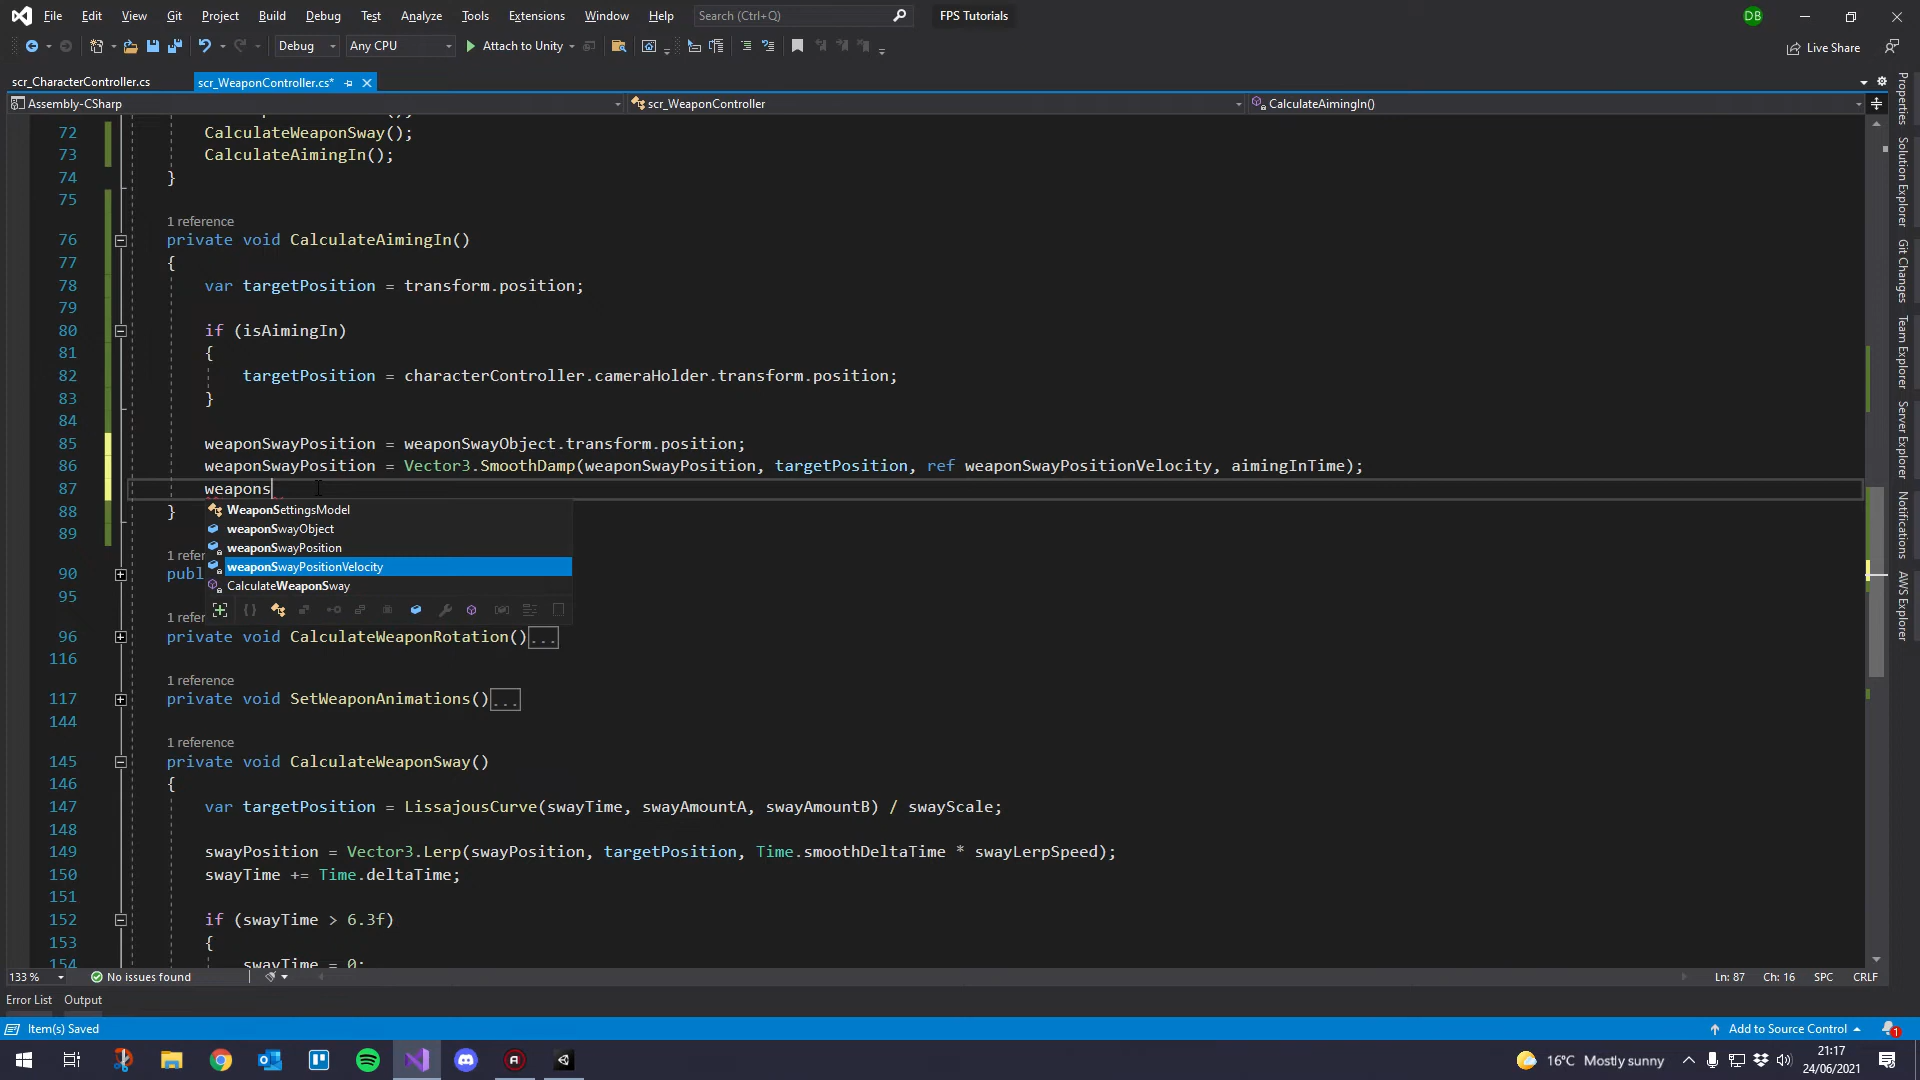 File Edit View Git Project Build Debug Test Analyze Tools Extensions Window Help Search (Ctrl+Q) FPS Tutorials DB
Debug Any CPU Attach to Unity Live Share
scr_CharacterController.cs scr_WeaponController.cs*
Assembly-CSharp scr_WeaponController CalculateAimingIn()
72 CalculateWeaponSway();
73 CalculateAimingIn();
74 }
75
1 reference
76 private void CalculateAimingIn()
77 {
78 var targetPosition = transform.position;
79
80 if (isAimingIn)
81 {
82 targetPosition = characterController.cameraHolder.transform.position;
83 }
84
85 weaponSwayPosition = weaponSwayObject.transform.position;
86 weaponSwayPosition = Vector3.SmoothDamp(weaponSwayPosition, targetPosition, ref weaponSwayPositionVelocity, aimingInTime);
87 weapons
88 }
WeaponSettingsModel
weaponSwayObject
weaponSwayPosition
weaponSwayPositionVelocity
CalculateWeaponSway
89
1 refer
90 publ
95
1 refe
96 private void CalculateWeaponRotation()...
116
1 reference
117 private void SetWeaponAnimations()...
144
1 reference
145 private void CalculateWeaponSway()
146 {
147 var targetPosition = LissajousCurve(swayTime, swayAmountA, swayAmountB) / swayScale;
148
149 swayPosition = Vector3.Lerp(swayPosition, targetPosition, Time.smoothDeltaTime * swayLerpSpeed);
150 swayTime += Time.deltaTime;
151
152 if (swayTime > 6.3f)
153 {
154 swayTime = 0;
133 % No issues found Ln: 87 Ch: 16 SPC CRLF
Error List Output
Item(s) Saved Add to Source Control 1
16°C Mostly sunny 21:17
24/06/2021
Properties
Solution Explorer
Git Changes
Team Explorer
Server Explorer
Notifications
AWS Explorer